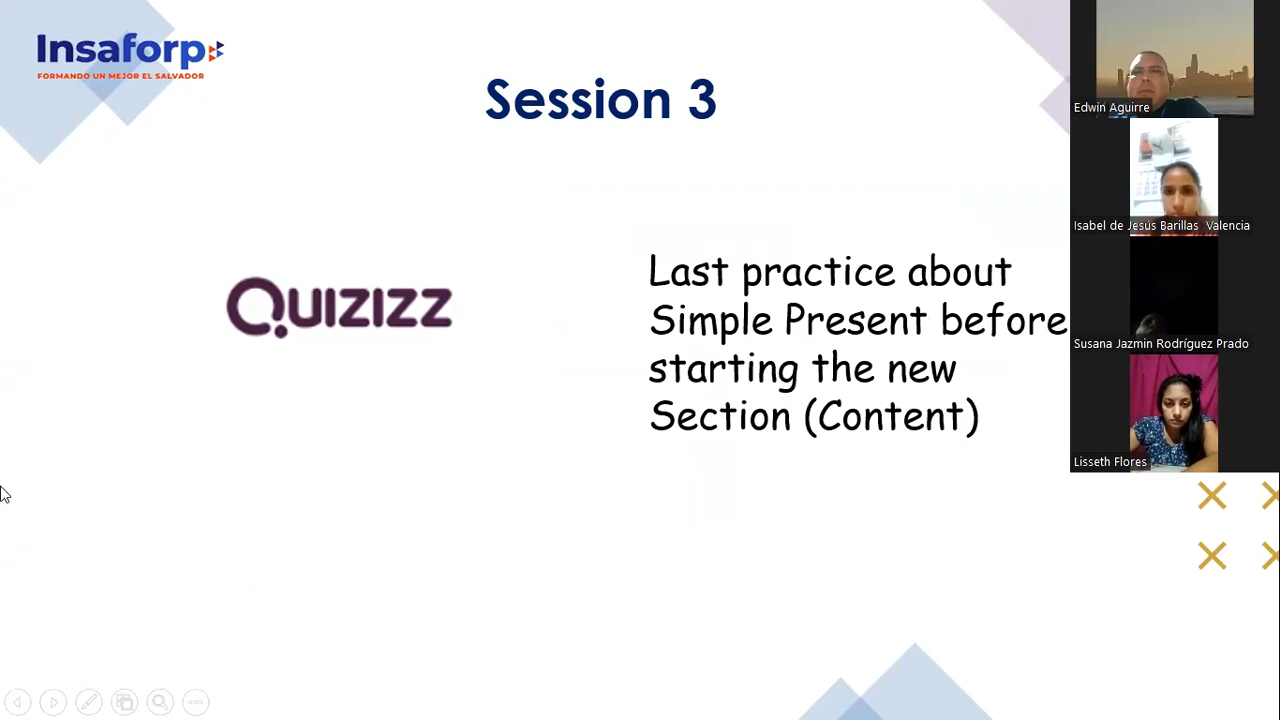 Insaforp
FORMANDO UN MEJOR EL SALVADOR
Session 3
QUIZIZZ
Last practice about
Simple Present before
starting the new
Section (Content)
Edwin Aguirre
Isabel de Jesús Barillas Valencia
Susana Jazmin Rodríguez Prado
Lisseth Flores